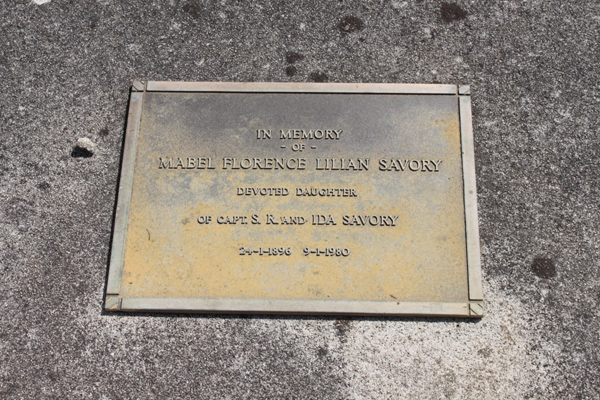 IN MEMORY
- OF -
MABEL FLORENCE LILIAN SAVORY
DEVOTED DAUGHTER
OF CAPT. S. R. AND IDA SAVORY
24-1-1896 9-1-1980